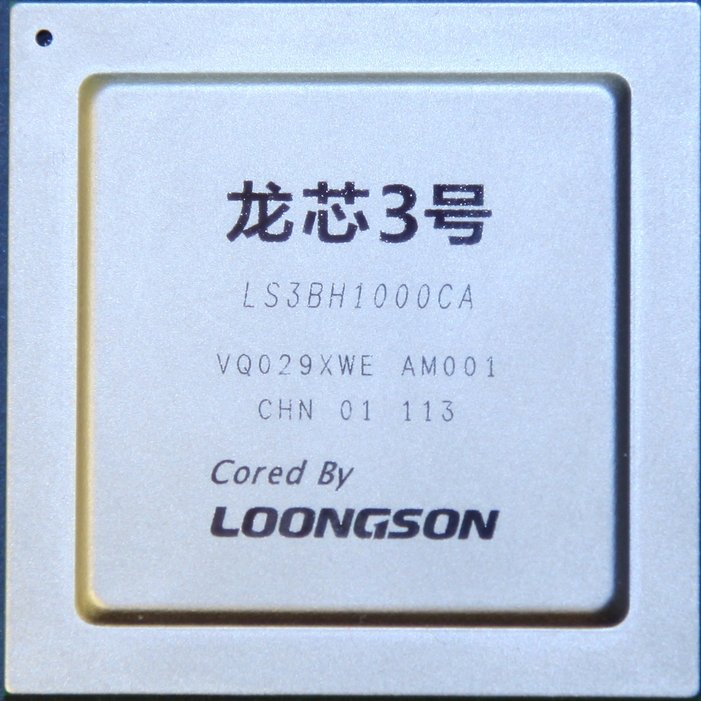 龙芯3号
LS3BH1000CA
VQ029XWE AM001
CHN 01 113
Cored By
LOONGSON